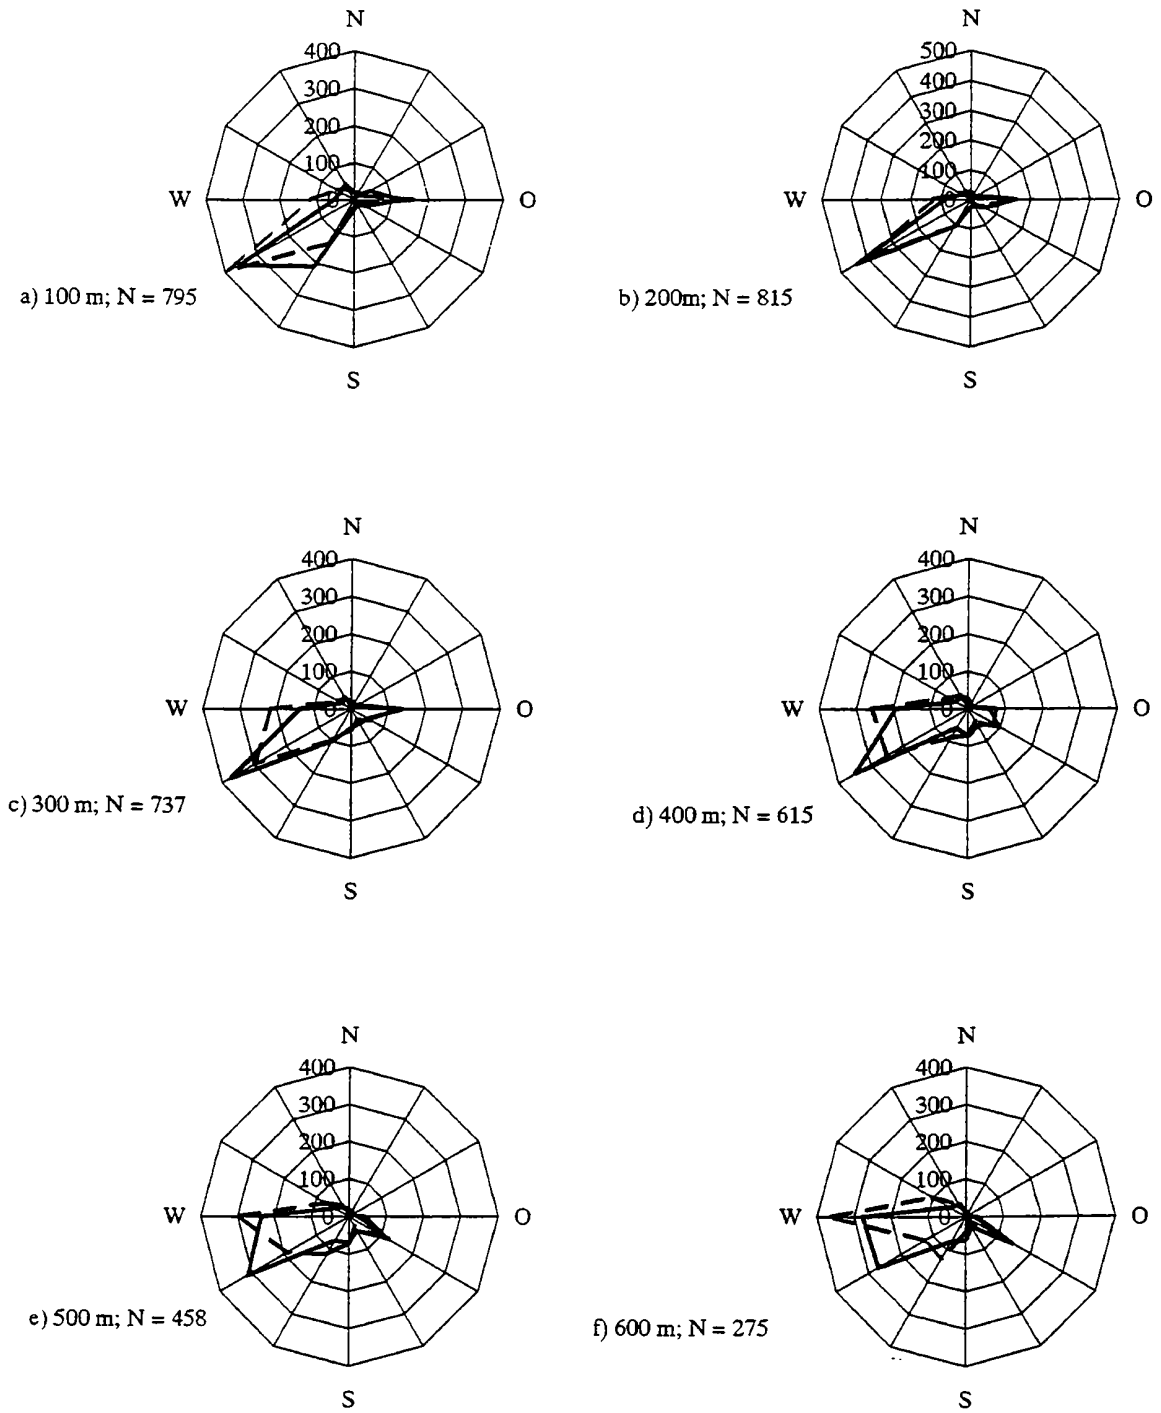 N
400
300
200
100
0
W
O
S
a) 100 m; N = 795
N
500
400
300
200
100
0
W
O
S
b) 200m; N = 815
N
400
300
200
100
0
W
O
S
c) 300 m; N = 737
N
400
300
200
100
0
W
O
S
d) 400 m; N = 615
N
400
300
200
100
0
W
O
S
e) 500 m; N = 458
N
400
300
200
100
0
W
O
S
f) 600 m; N = 275